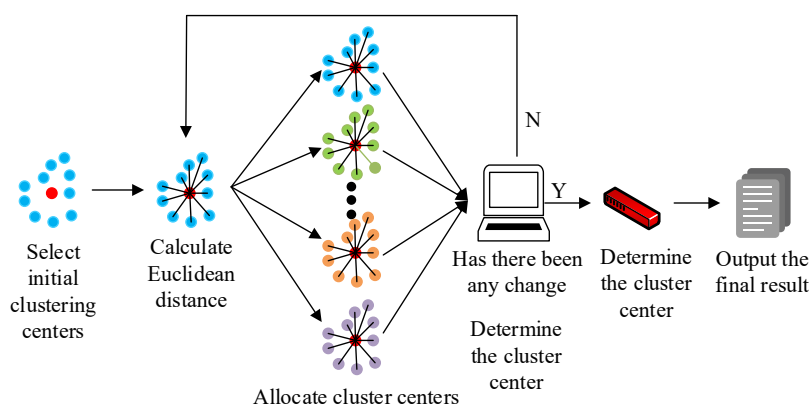 N
Y
Select
initial
clustering
centers
Calculate
Euclidean
distance
Allocate cluster centers
Has there been
any change
Determine
the cluster
center
Determine
the cluster
center
Output the
final result